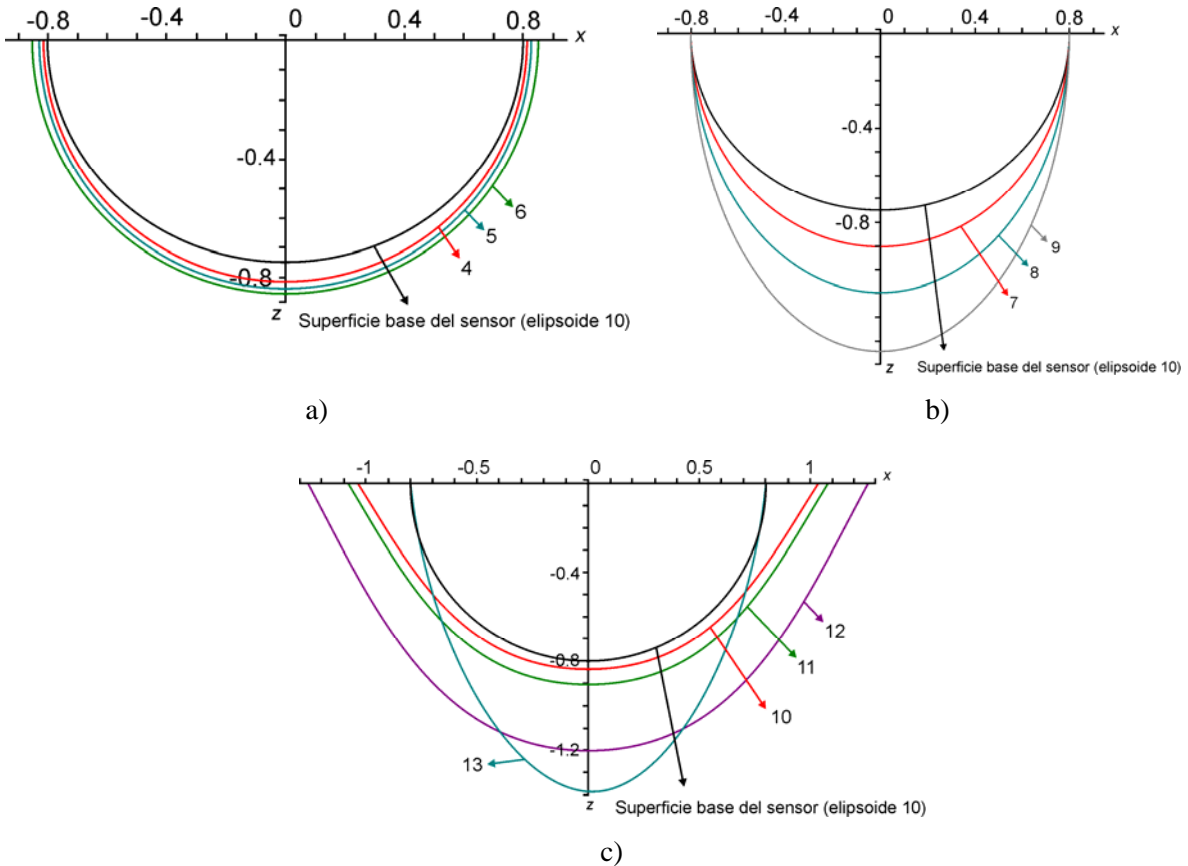 -0.8 -0.4 0 0.4 0.8
x
-0.4
-0.8
z
6
5
4
Superficie base del sensor (elipsoide 10)
a)
-0.8 -0.4 0 0.4 0.8
x
-0.4
-0.8
z
9
8
7
Superficie base del sensor (elipsoide 10)
b)
-1 -0.5 0 0.5 1
x
-0.4
-0.8
-1.2
z
12
11
10
13
Superficie base del sensor (elipsoide 10)
c)